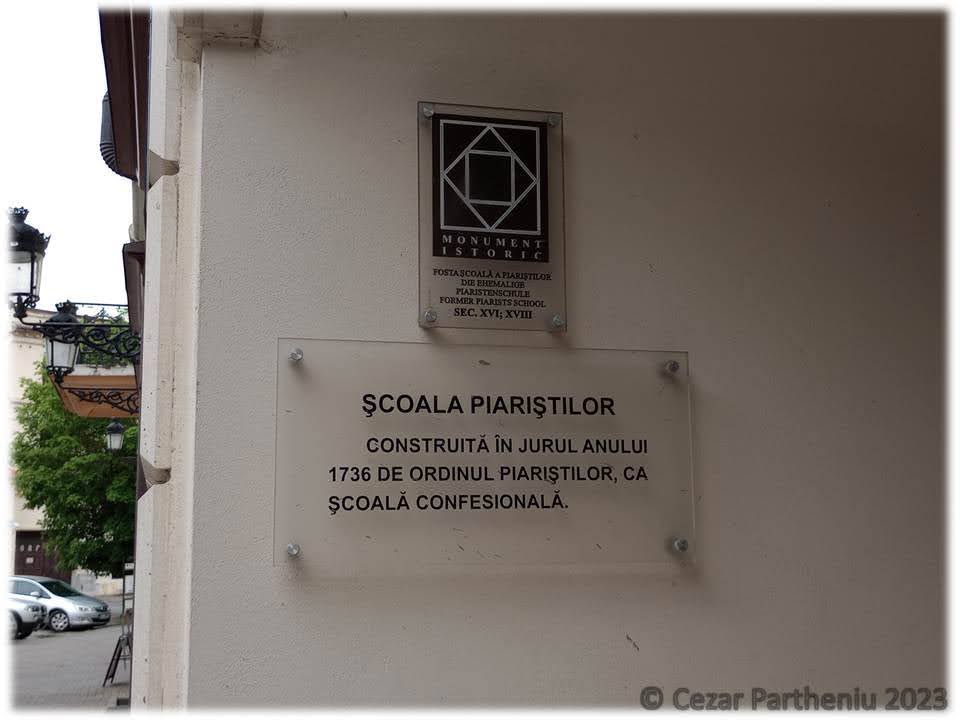 MONUMENT
ISTORIC
FOSTA ŞCOALĂ A PIARIŞTILOR
DIE EHEMALIGE
PIARISTENSCHULE
FORMER PIARISTS SCHOOL
SEC. XVI; XVIII
ŞCOALA PIARIŞTILOR
CONSTRUITĂ ÎN JURUL ANULUI
1736 DE ORDINUL PIARIŞTILOR, CA
ŞCOALĂ CONFESIONALĂ.
© Cezar Partheniu 2023